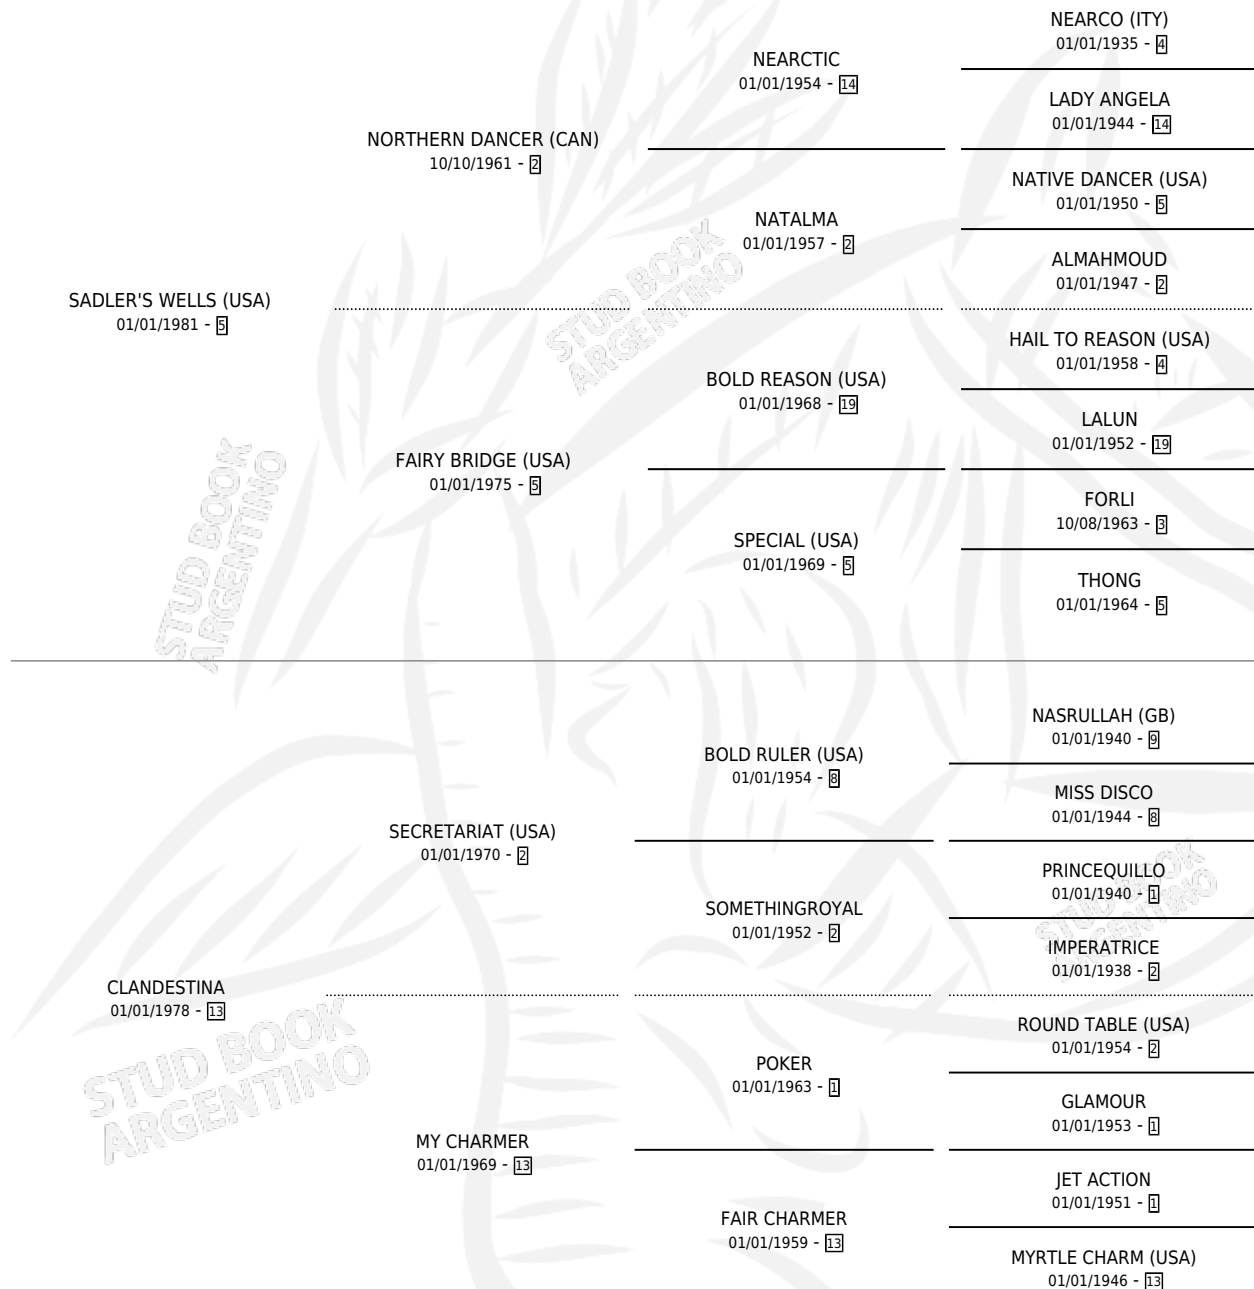 NEARCO (ITY)
01/01/1935 - 4
NEARCTIC
01/01/1954 - 14
LADY ANGELA
01/01/1944 - 14
NORTHERN DANCER (CAN)
10/10/1961 - 2
NATIVE DANCER (USA)
01/01/1950 - 5
NATALMA
01/01/1957 - 2
ALMAHMOUD
01/01/1947 - 2
SADLER'S WELLS (USA)
01/01/1981 - 5
HAIL TO REASON (USA)
01/01/1958 - 4
BOLD REASON (USA)
01/01/1968 - 19
LALUN
01/01/1952 - 19
FAIRY BRIDGE (USA)
01/01/1975 - 5
FORLI
10/08/1963 - 3
SPECIAL (USA)
01/01/1969 - 5
THONG
01/01/1964 - 5
NASRULLAH (GB)
01/01/1940 - 9
BOLD RULER (USA)
01/01/1954 - 8
MISS DISCO
01/01/1944 - 8
SECRETARIAT (USA)
01/01/1970 - 2
PRINCEQUILLO
01/01/1940 - 1
SOMETHINGROYAL
01/01/1952 - 2
IMPERATRICE
01/01/1938 - 2
CLANDESTINA
01/01/1978 - 13
ROUND TABLE (USA)
01/01/1954 - 2
POKER
01/01/1963 - 1
GLAMOUR
01/01/1953 - 1
MY CHARMER
01/01/1969 - 13
JET ACTION
01/01/1951 - 1
FAIR CHARMER
01/01/1959 - 13
MYRTLE CHARM (USA)
01/01/1946 - 13
STUD BOOK
ARGENTINO
STUD BOOK
ARGENTINO
STUD BOOK
ARGENTINO
STUD BOOK
ARGENTINO